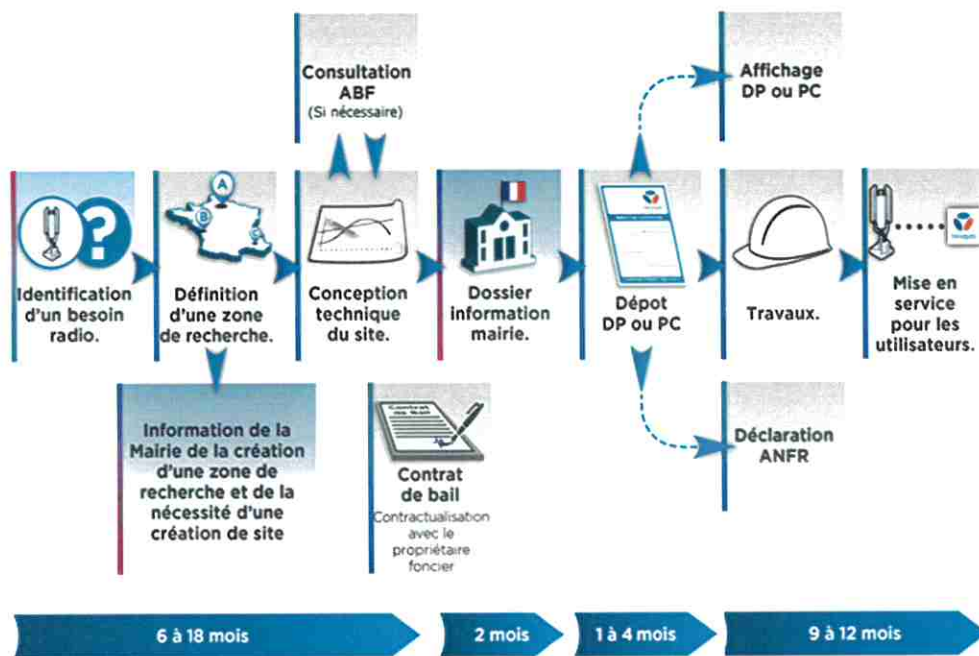 Consultation
ABF
(Si nécessaire)
Affichage
DP ou PC
A
B
C
Identification
d'un besoin
radio.
Définition
d'une zone
de recherche.
Conception
technique
du site.
Dossier
information
mairie.
Dépot
DP ou PC
Travaux.
Mise en
service
pour les
utilisateurs.
Information de la
Mairie de la création
d'une zone de
recherche et de la
nécessité d'une
création de site
Contrat
de Bail
Contrat
de bail
Contractualisation
avec le
propriétaire
foncier
Déclaration
ANFR
6 à 18 mois
2 mois
1 à 4 mois
9 à 12 mois